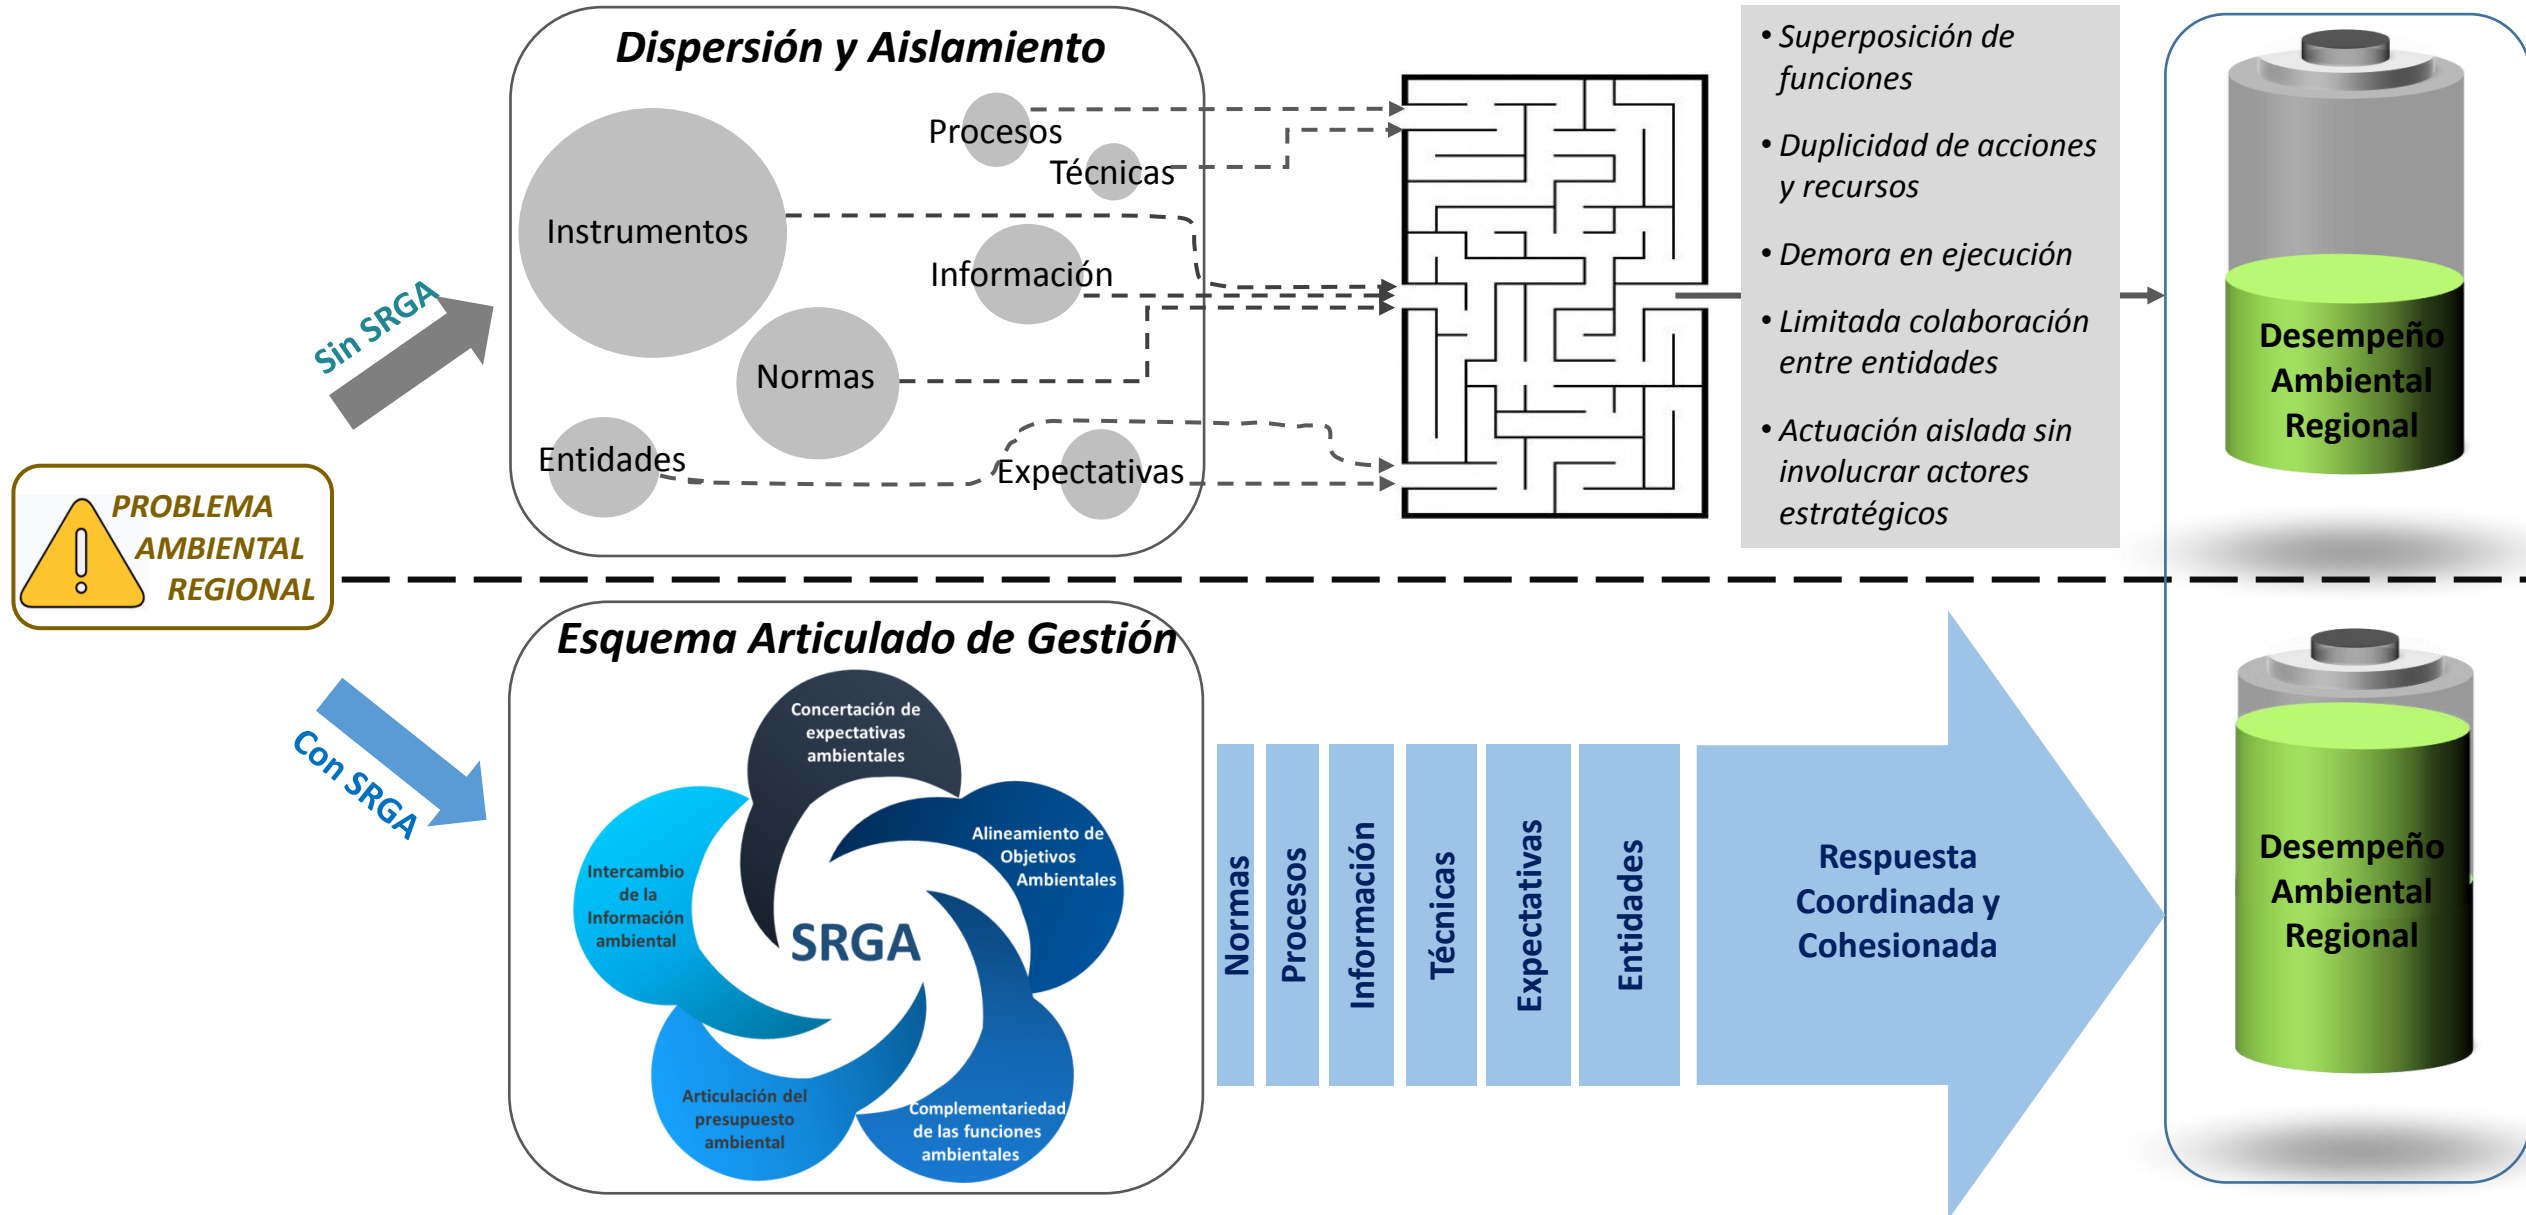 PROBLEMA
AMBIENTAL
REGIONAL
Sin SRGA
Dispersión y Aislamiento
Procesos
Técnicas
Instrumentos
Información
Normas
Entidades
Expectativas
• Superposición de
funciones
• Duplicidad de acciones
y recursos
• Demora en ejecución
• Limitada colaboración
entre entidades
• Actuación aislada sin
involucrar actores
estratégicos
Desempeño
Ambiental
Regional
Con SRGA
Esquema Articulado de Gestión
Concertación de
expectativas
ambientales
Alineamiento de
Objetivos
Ambientales
Intercambio
de la
Información
ambiental
SRGA
Articulación del
presupuesto
ambiental
Complementariedad
de las funciones
ambientales
Normas
Procesos
Información
Técnicas
Expectativas
Entidades
Respuesta
Coordinada y
Cohesionada
Desempeño
Ambiental
Regional